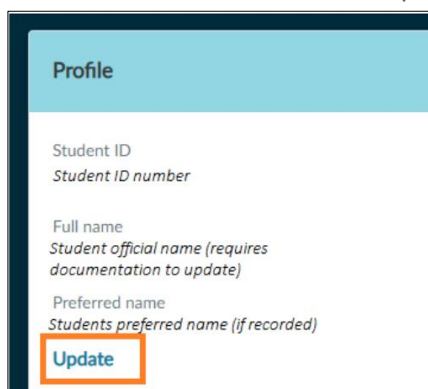 Profile
Student ID
Student ID number
Full name
Student official name (requires
documentation to update)
Preferred name
Students preferred name (if recorded)
Update